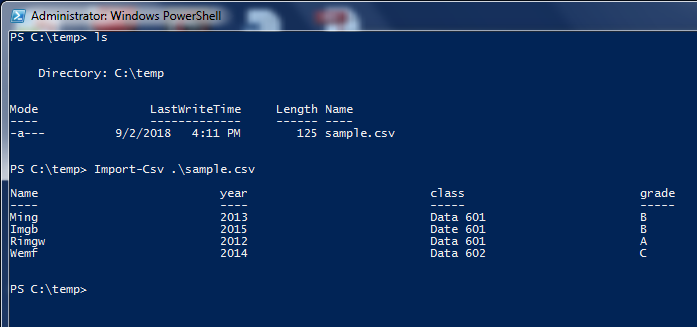 Administrator: Windows PowerShell
PS C:\temp> ls
Directory: C:\temp
Mode LastWriteTime Length Name
---- ------------- ------ ----
-a--- 9/2/2018 4:11 PM 125 sample.csv
PS C:\temp> Import-Csv .\sample.csv
Name year class grade
---- ---- ----- -----
Ming 2013 Data 601 B
Imgb 2015 Date 601 B
Rimgw 2012 Data 601 A
Wemf 2014 Data 602 C
PS C:\temp>